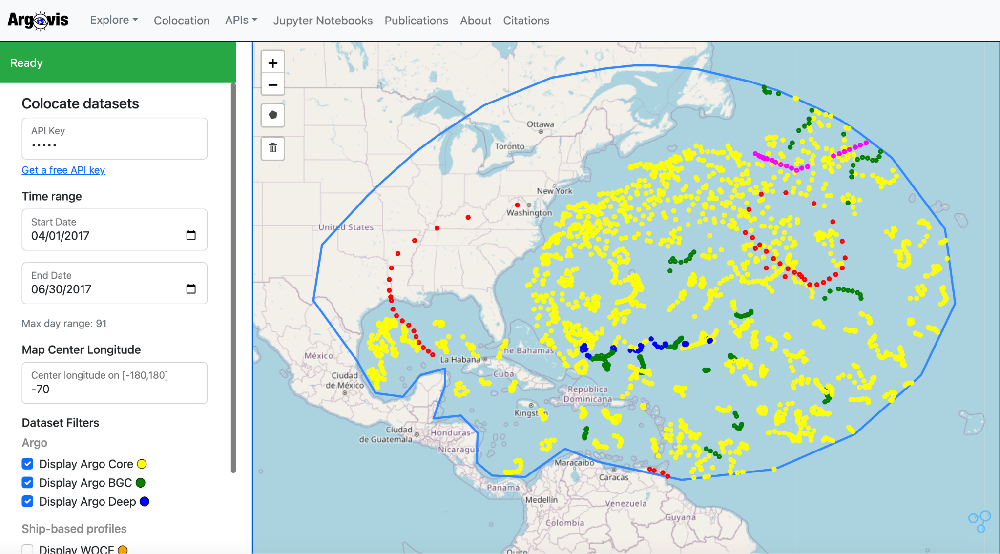 Argovis
Explore
Colocation
APIs
Jupyter Notebooks
Publications
About
Citations
Ready
Colocate datasets
API Key
•••••
Get a free API key
Time range
Start Date
04/01/2017
End Date
06/30/2017
Max day range: 91
Map Center Longitude
Center longitude on [-180,180]
-70
Dataset Filters
Argo
Display Argo Core
Display Argo BGC
Display Argo Deep
Ship-based profiles
Display WOCE
+
−
Ottawa
Toronto
New York
Washington
United States
México
Ciudad
de México
La Habana
he Bahamas
Cuba
República
Dominicana
Kingston
Ciudad
de Guatemala
Honduras
Nicaragua
Maracaibo
Caracas
Panamá
Medellín
Venezuela
Guyana
Colombia
Quito